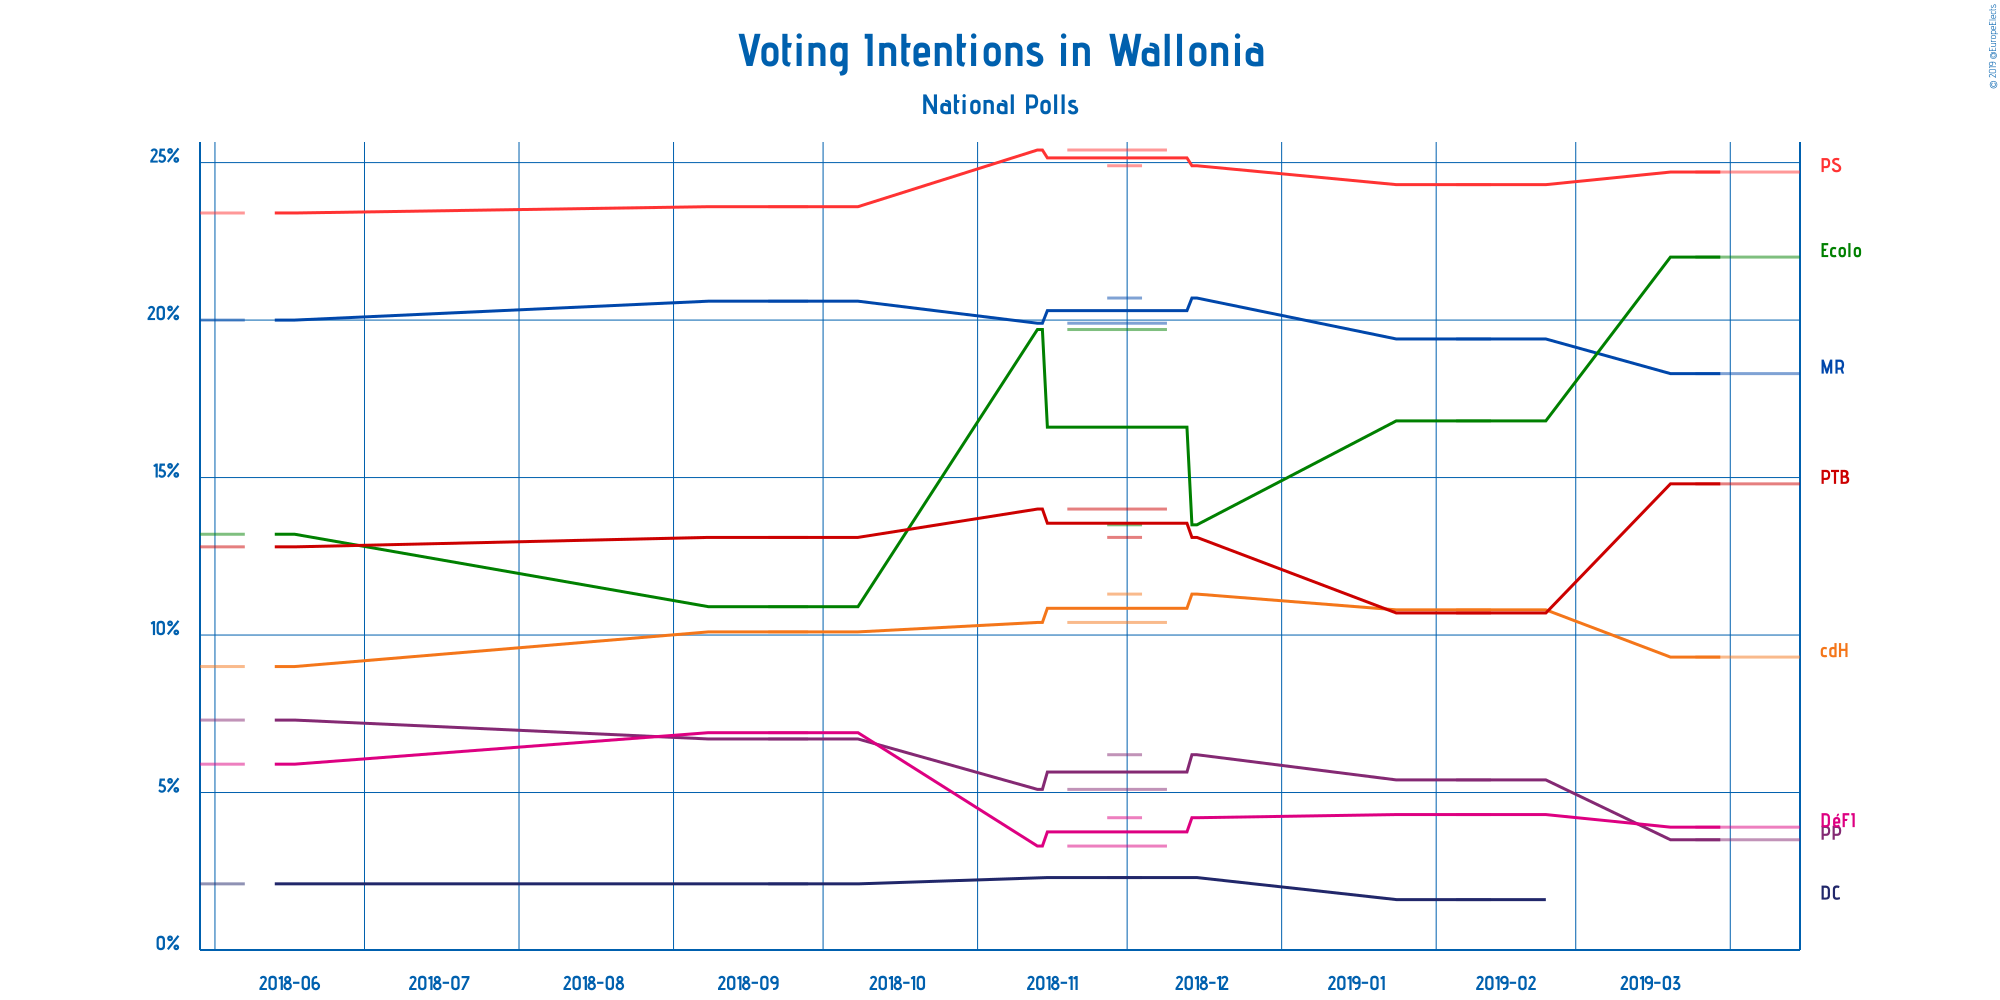 © 2019 @EuropeElects
Voting Intentions in Wallonia
National Polls
25%
20%
15%
10%
5%
0%
PS
Ecolo
MR
PTB
cdH
DéFI
PP
DC
2018-06
2018-07
2018-08
2018-09
2018-10
2018-11
2018-12
2019-01
2019-02
2019-03